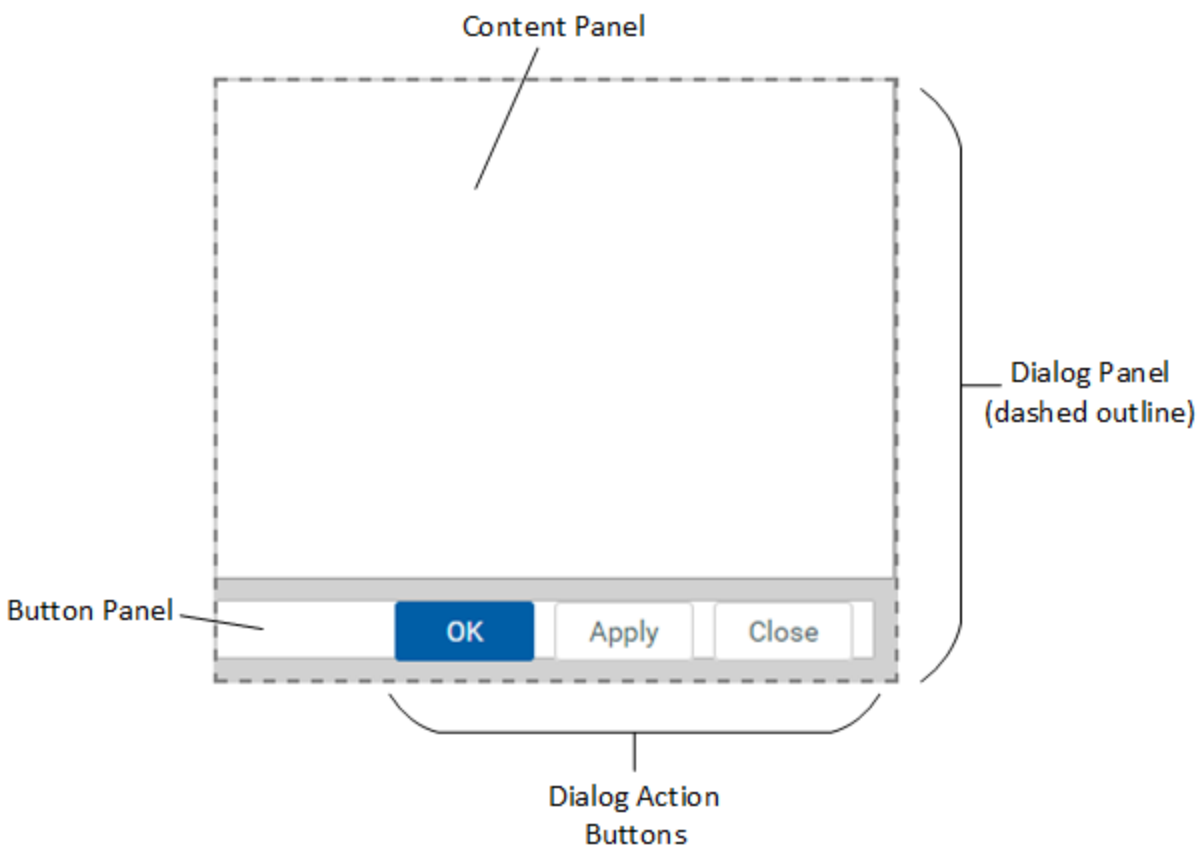 Content Panel
Dialog Panel
(dashed outline)
Button Panel
OK Apply Close
Dialog Action
Buttons